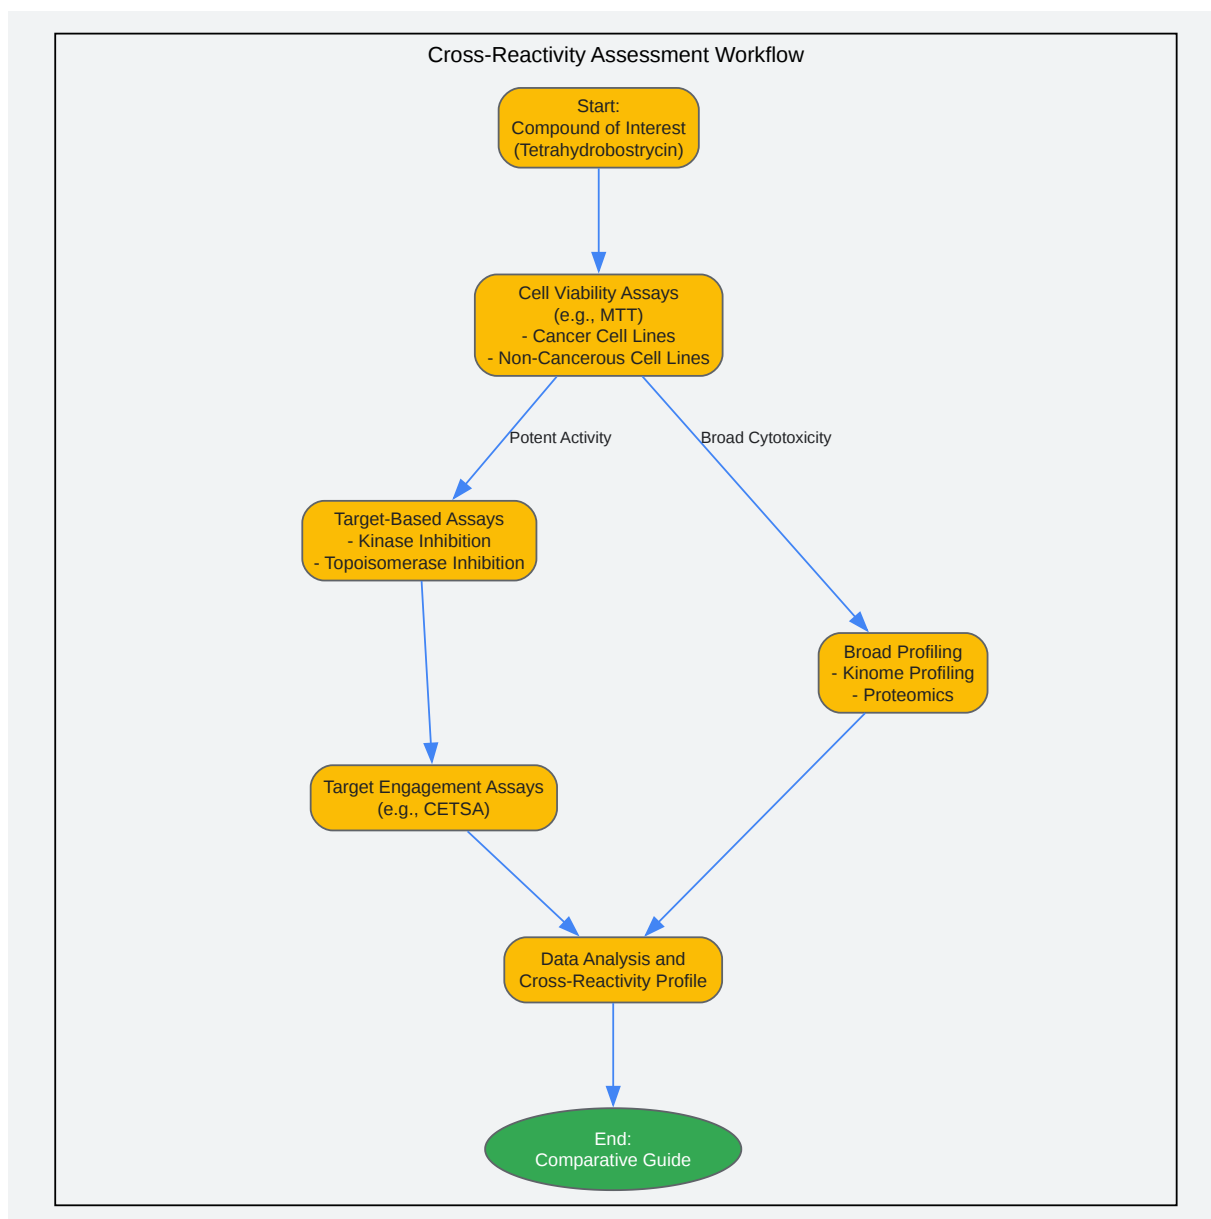 Cross-Reactivity Assessment Workflow
Start:
Compound of Interest
(Tetrahydrobostrycin)
Cell Viability Assays
(e.g., MTT)
- Cancer Cell Lines
- Non-Cancerous Cell Lines
Potent Activity
Broad Cytotoxicity
Target-Based Assays
- Kinase Inhibition
- Topoisomerase Inhibition
Broad Profiling
- Kinome Profiling
- Proteomics
Target Engagement Assays
(e.g., CETSA)
Data Analysis and
Cross-Reactivity Profile
End:
Comparative Guide